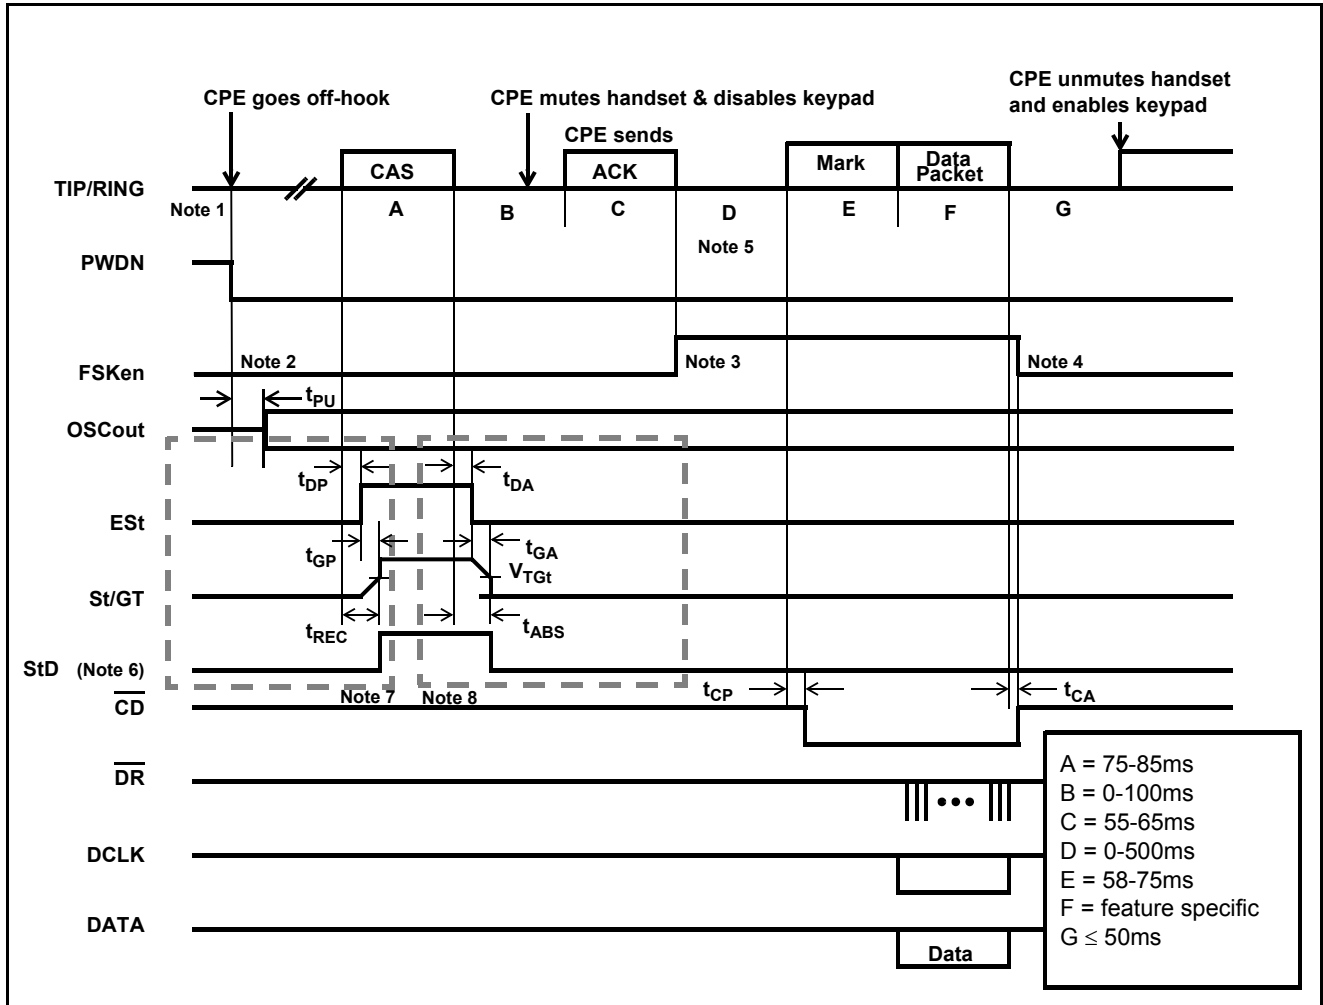 CPE unmutes handset
and enables keypad
CPE goes off-hook
CPE mutes handset & disables keypad
CPE sends
TIP/RING
CAS
ACK
Mark
Data
Packet
Note 1
A
B
C
D
E
F
G
Note 5
PWDN
FSKen
Note 2
Note 3
Note 4
tPU
OSCout
tDP
tDA
ESt
tGP
tGA
VTGt
St/GT
tREC
tABS
StD (Note 6)
Note 7
Note 8
tCP
tCA
CD
DR
•••
DCLK
DATA
Data
A = 75-85ms
B = 0-100ms
C = 55-65ms
D = 0-500ms
E = 58-75ms
F = feature specific
G ≤ 50ms